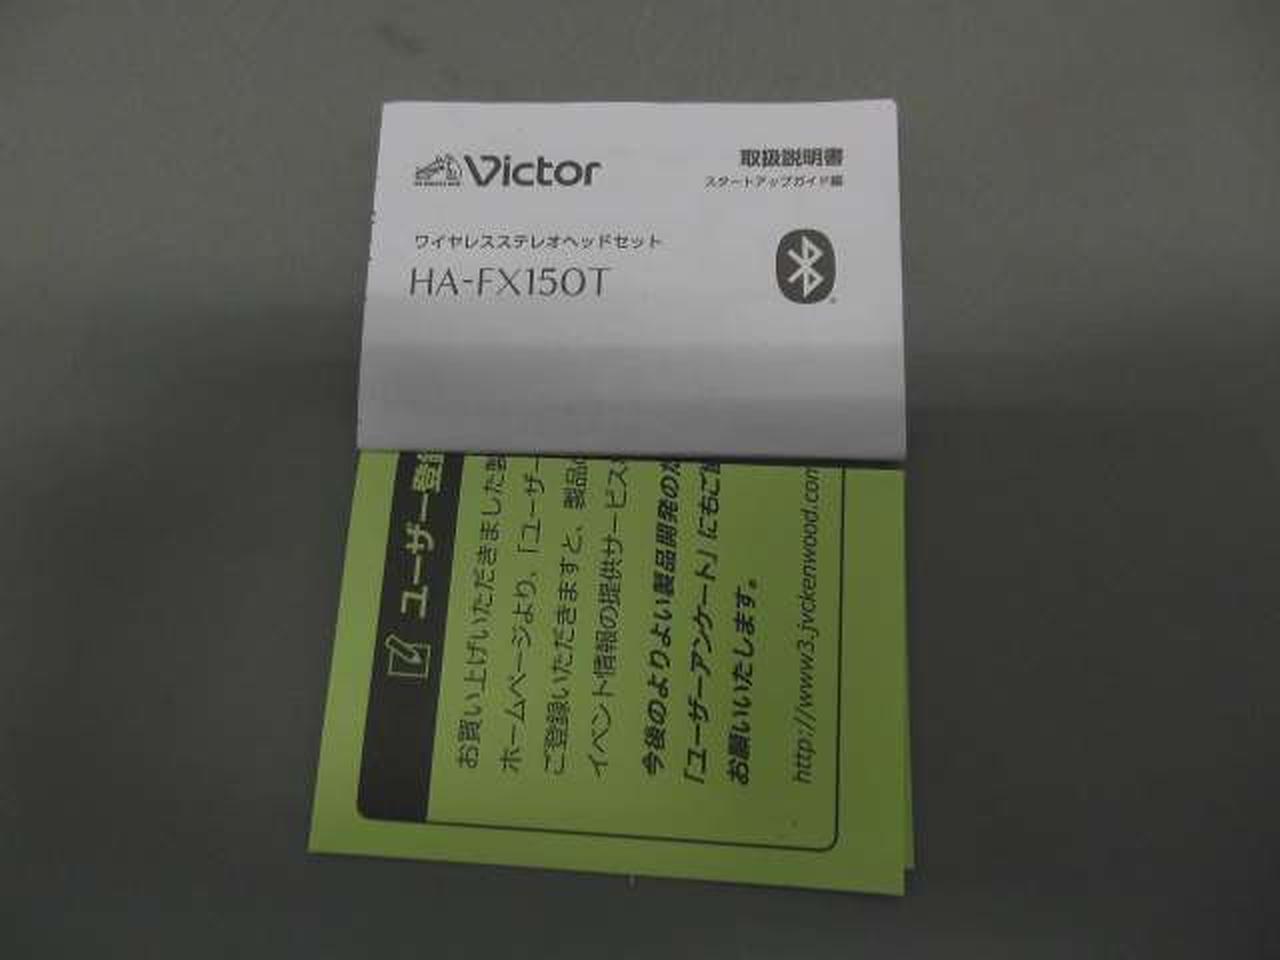 Victor
取扱説明書
スタートアップガイド編
ワイヤレスステレオヘッドセット
HA-FX150T
ユーザー登録
お買い上げいただきました製
ホームページより、「ユーザー
ご登録いただきますと、製品の
イベント情報の提供サービス
今後のよりよい製品開発のた
「ユーザーアンケート」にもご
お願いいたします。
http://www3.jvckenwood.com